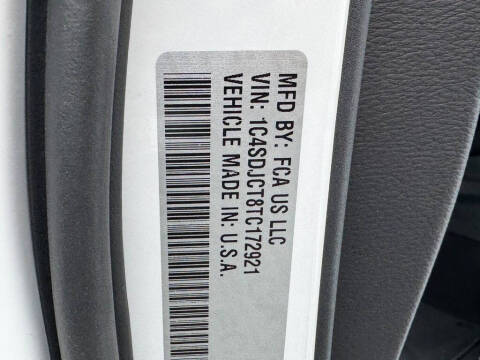 MFD BY: FCA US LLC
VIN: 1C4SDJCT8TC172921
VEHICLE MADE IN: U.S.A.